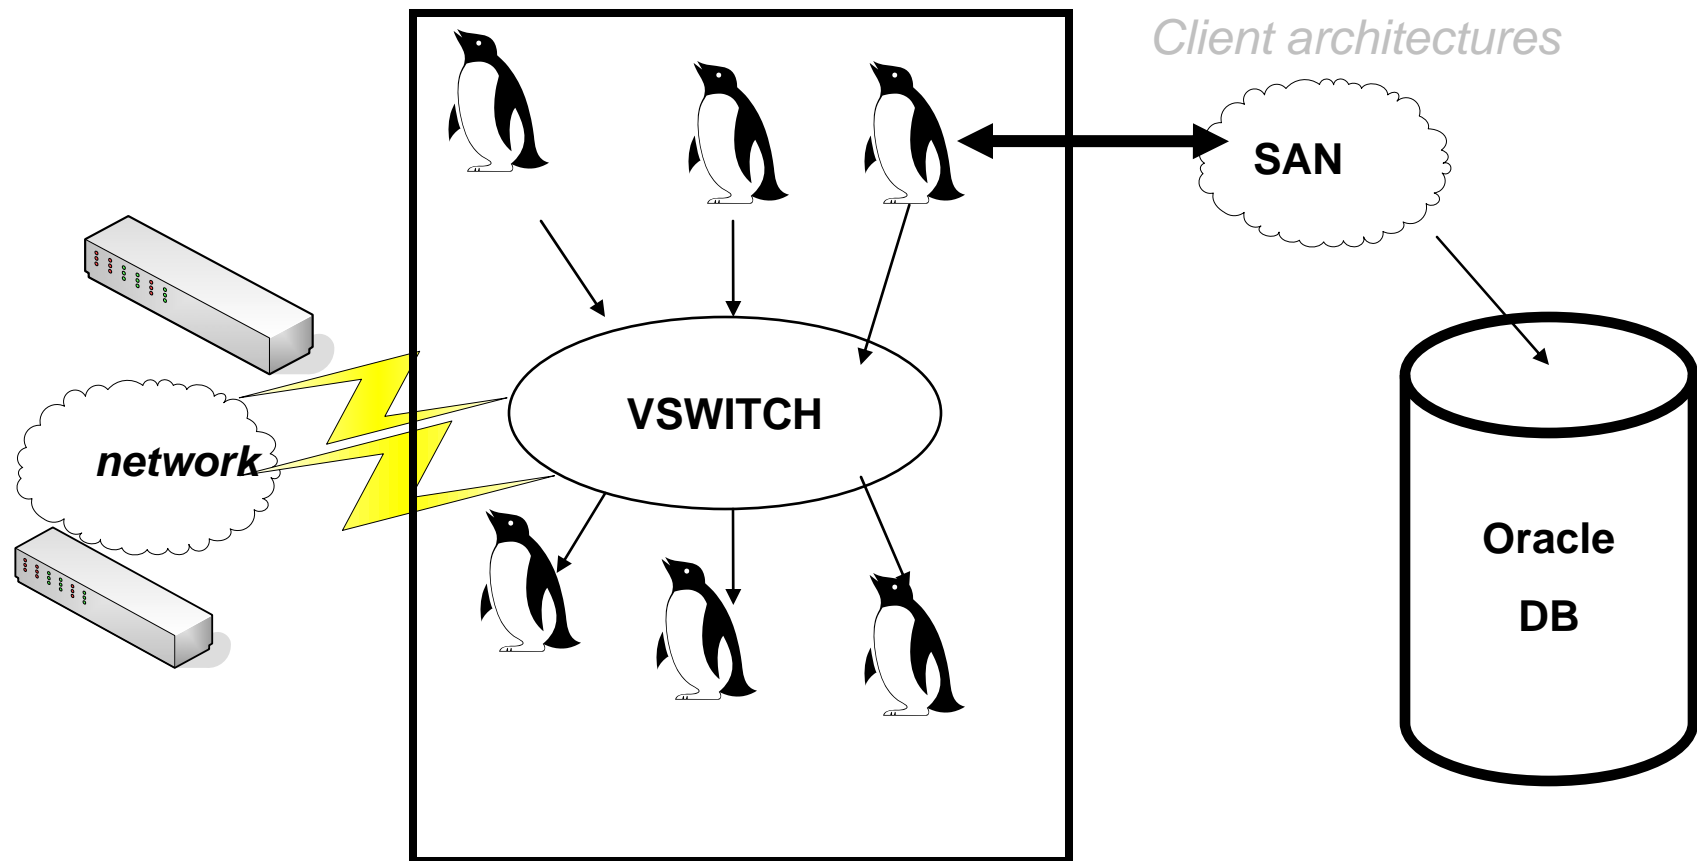 Client architectures
SAN
VSWITCH
network
Oracle
DB